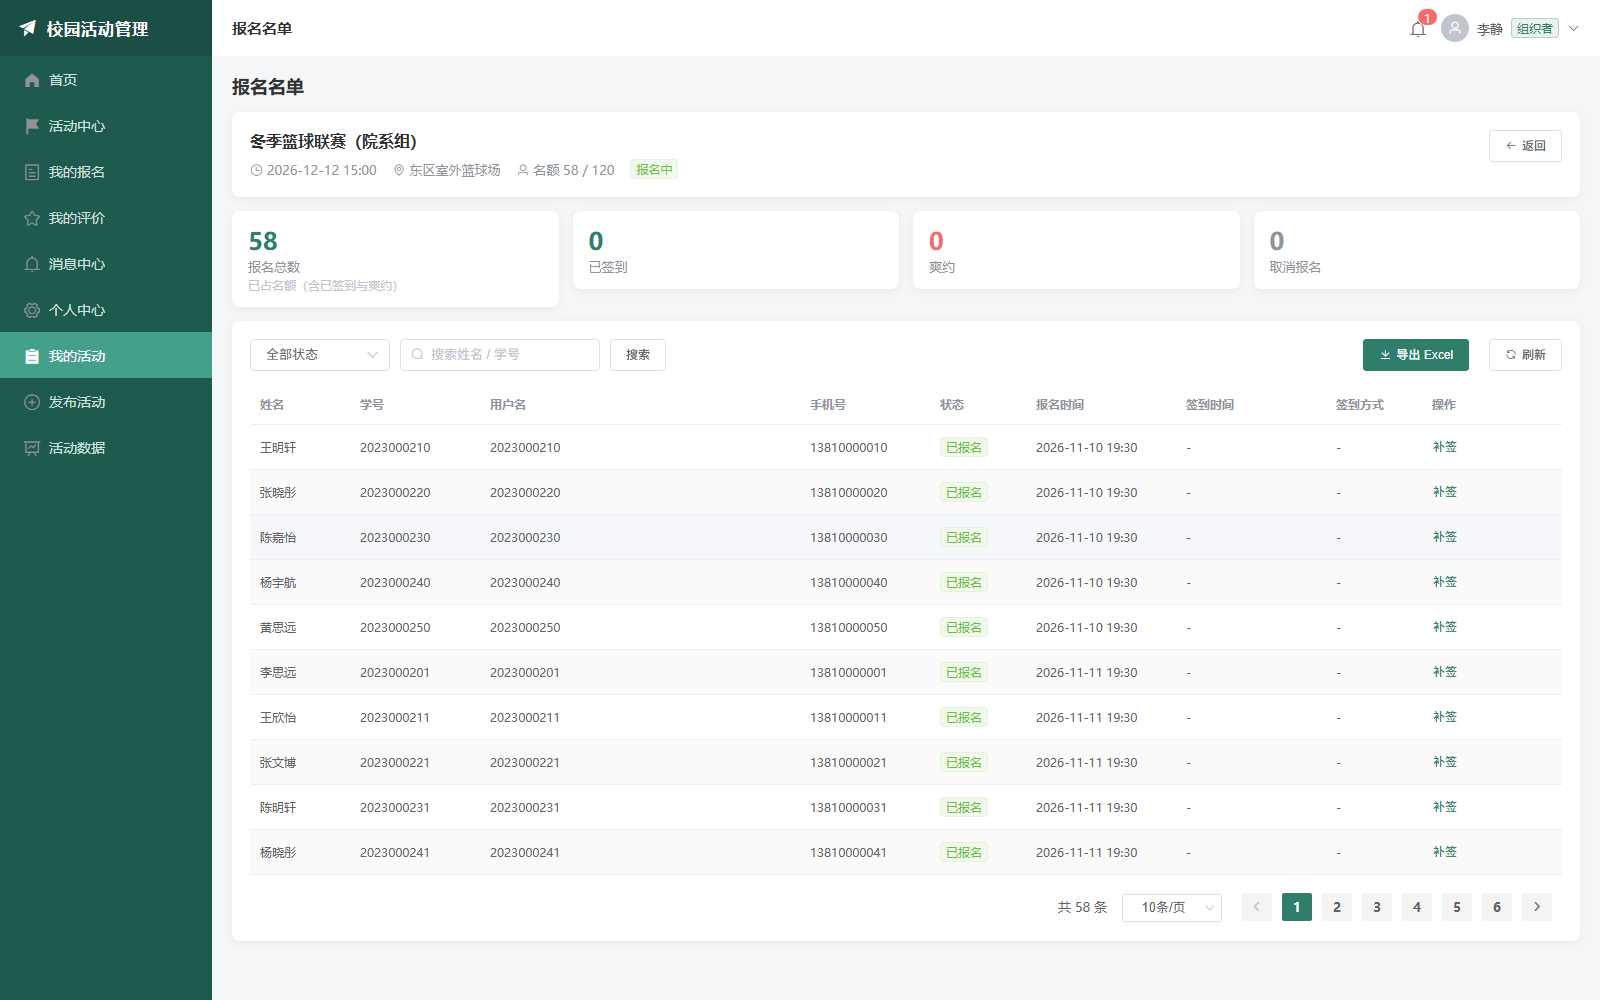 校园活动管理
首页
活动中心
我的报名
我的评价
消息中心
个人中心
我的活动
发布活动
活动数据
报名名单
1
李静
组织者
报名名单
冬季篮球联赛（院系组）
2026-12-12 15:00 东区室外篮球场 名额 58 / 120 报名中
返回
58
报名总数
已占名额（含已签到与爽约）
0
已签到
0
爽约
0
取消报名
全部状态 搜索姓名 / 学号 搜索 导出 Excel 刷新
姓名 学号 用户名 手机号 状态 报名时间 签到时间 签到方式 操作
王明轩 2023000210 2023000210 13810000010 已报名 2026-11-10 19:30 - - 补签
张晓彤 2023000220 2023000220 13810000020 已报名 2026-11-10 19:30 - - 补签
陈嘉怡 2023000230 2023000230 13810000030 已报名 2026-11-10 19:30 - - 补签
杨宇航 2023000240 2023000240 13810000040 已报名 2026-11-10 19:30 - - 补签
黄思远 2023000250 2023000250 13810000050 已报名 2026-11-10 19:30 - - 补签
李思远 2023000201 2023000201 13810000001 已报名 2026-11-11 19:30 - - 补签
王欣怡 2023000211 2023000211 13810000011 已报名 2026-11-11 19:30 - - 补签
张文博 2023000221 2023000221 13810000021 已报名 2026-11-11 19:30 - - 补签
陈明轩 2023000231 2023000231 13810000031 已报名 2026-11-11 19:30 - - 补签
杨晓彤 2023000241 2023000241 13810000041 已报名 2026-11-11 19:30 - - 补签
共 58 条 10条/页 1 2 3 4 5 6